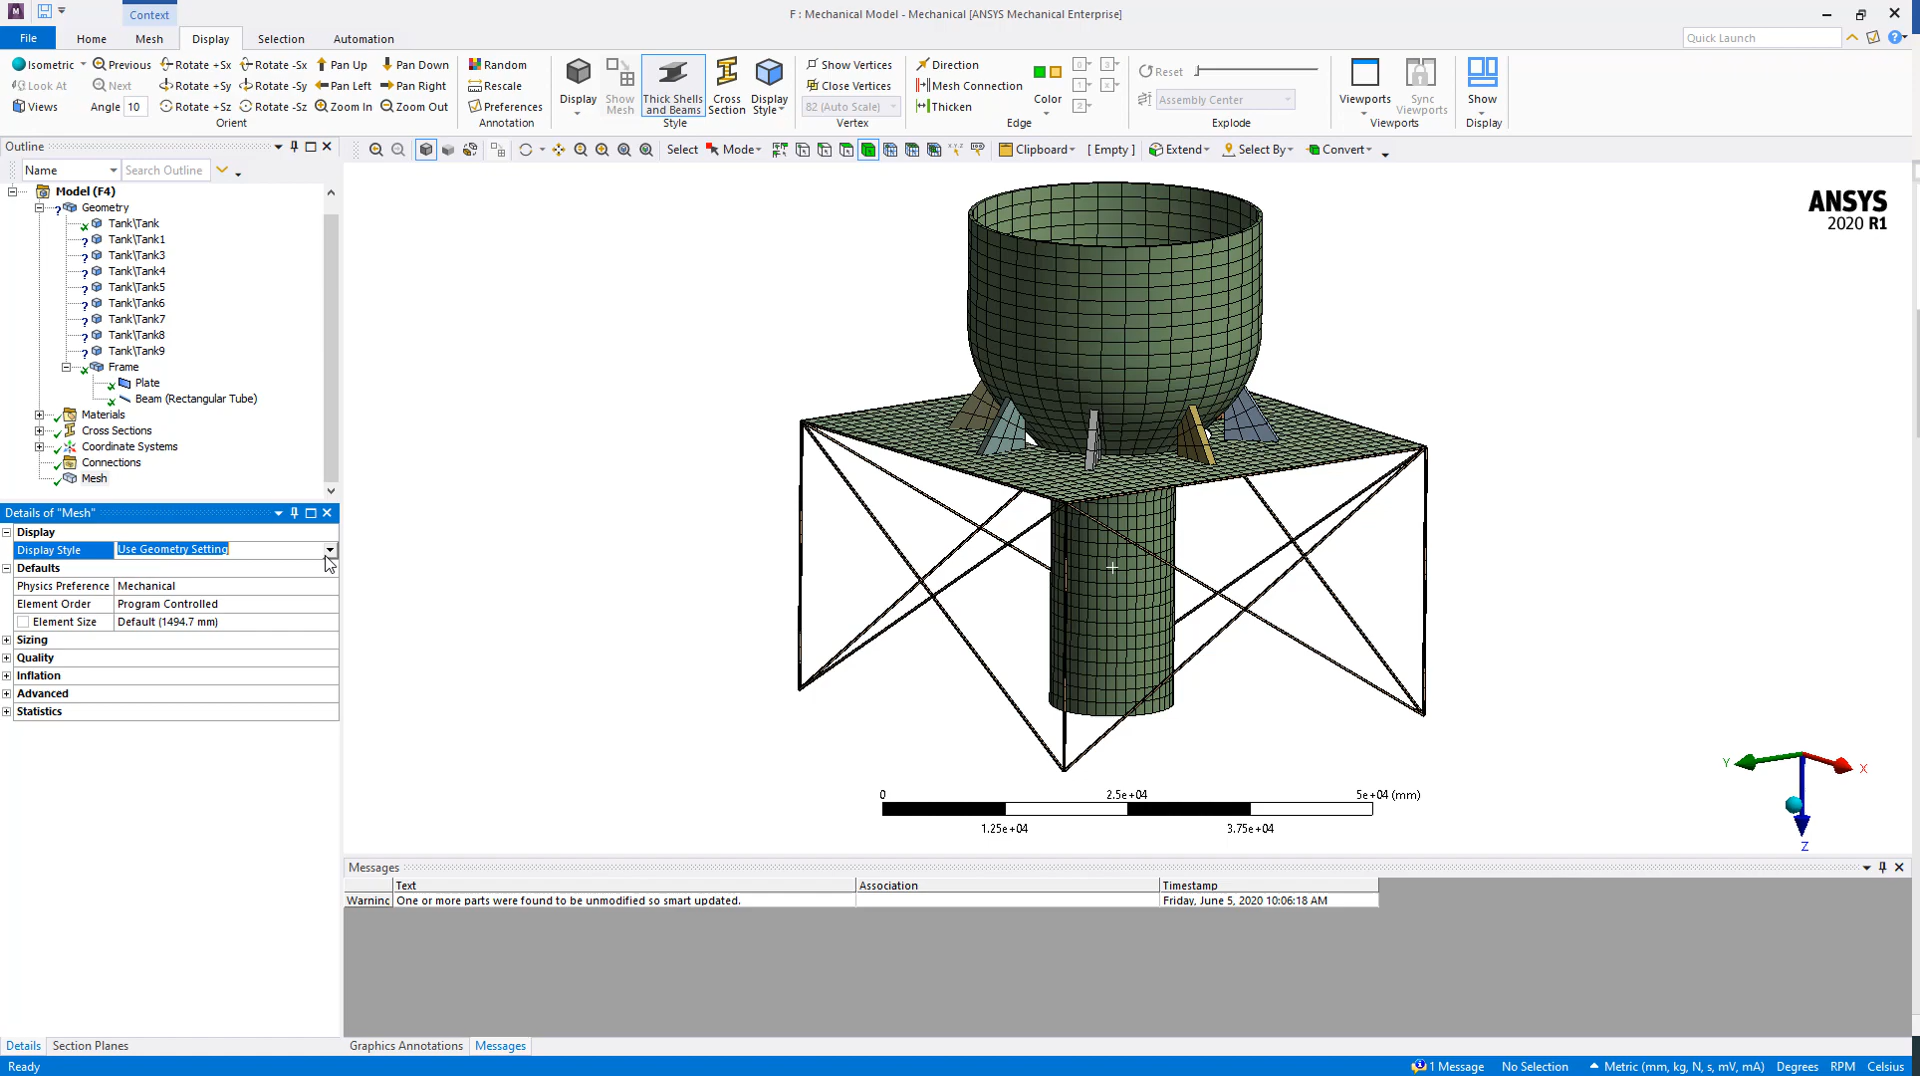 Context
F : Mechanical Model - Mechanical [ANSYS Mechanical Enterprise]
File Home Mesh Display Selection Automation
Quick Launch
Isometric Previous Rotate +Sx Rotate -Sx Pan Up Pan Down
Look At Next Rotate +Sy Rotate -Sy Pan Left Pan Right
Views Angle 10 Rotate +Sz Rotate -Sz Zoom In Zoom Out
Orient
Random
Rescale
Preferences
Annotation
Display
Show Mesh
Thick Shells and Beams
Cross Section
Display Style
Style
Show Vertices
Close Vertices
82 (Auto Scale)
Vertex
Direction
Mesh Connection
Thicken
Color
Edge
Reset
Assembly Center
Explode
Viewports
Sync Viewports
Viewports
Show
Display
Outline
Name Search Outline
Select Mode Clipboard [ Empty ] Extend Select By Convert
Model (F4)
Geometry
Tank\Tank
Tank\Tank1
Tank\Tank3
Tank\Tank4
Tank\Tank5
Tank\Tank6
Tank\Tank7
Tank\Tank8
Tank\Tank9
Frame
Plate
Beam (Rectangular Tube)
Materials
Cross Sections
Coordinate Systems
Connections
Mesh
Details of "Mesh"
Display
Display Style Use Geometry Setting
Defaults
Physics Preference Mechanical
Element Order Program Controlled
Element Size Default (1494.7 mm)
Sizing
Quality
Inflation
Advanced
Statistics
ANSYS
2020 R1
0 2.5e+04 5e+04 (mm)
1.25e+04 3.75e+04
Y X
Z
Messages
Text Association Timestamp
Warninc One or more parts were found to be unmodified so smart updated. Friday, June 5, 2020 10:06:18 AM
Details Section Planes Graphics Annotations Messages
Ready 1 Message No Selection Metric (mm, kg, N, s, mV, mA) Degrees RPM Celsius